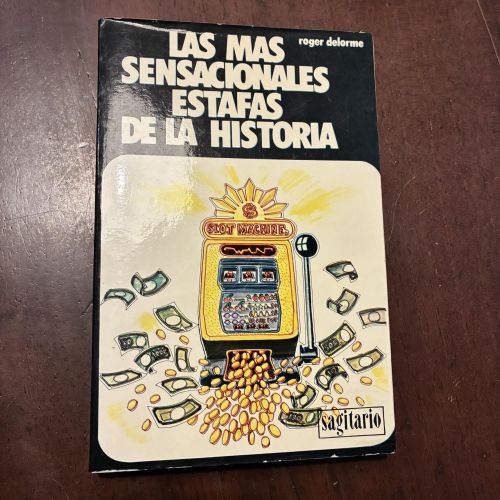 roger delorme
LAS MAS
SENSACIONALES
ESTAFAS
DE LA HISTORIA
$
SLOT MACHINE
sagitario